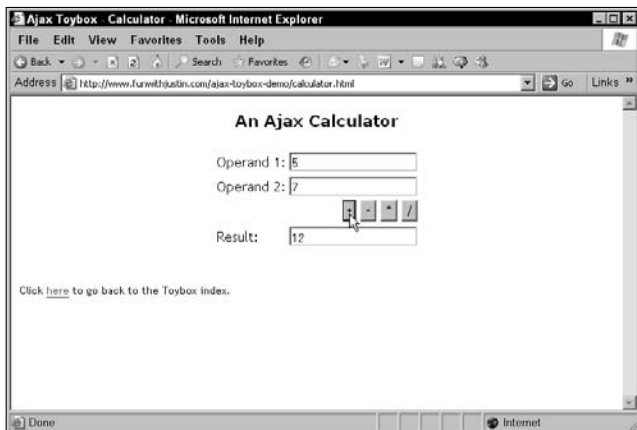 Ajax Toybox - Calculator - Microsoft Internet Explorer
File Edit View Favorites Tools Help
Back Search Favorites
Address http://www.funwithjustin.com/ajax-toybox-demo/calculator.html Go Links »
An Ajax Calculator
Operand 1: 5
Operand 2: 7
+ - * /
Result: 12
Click here to go back to the Toybox index.
Done Internet